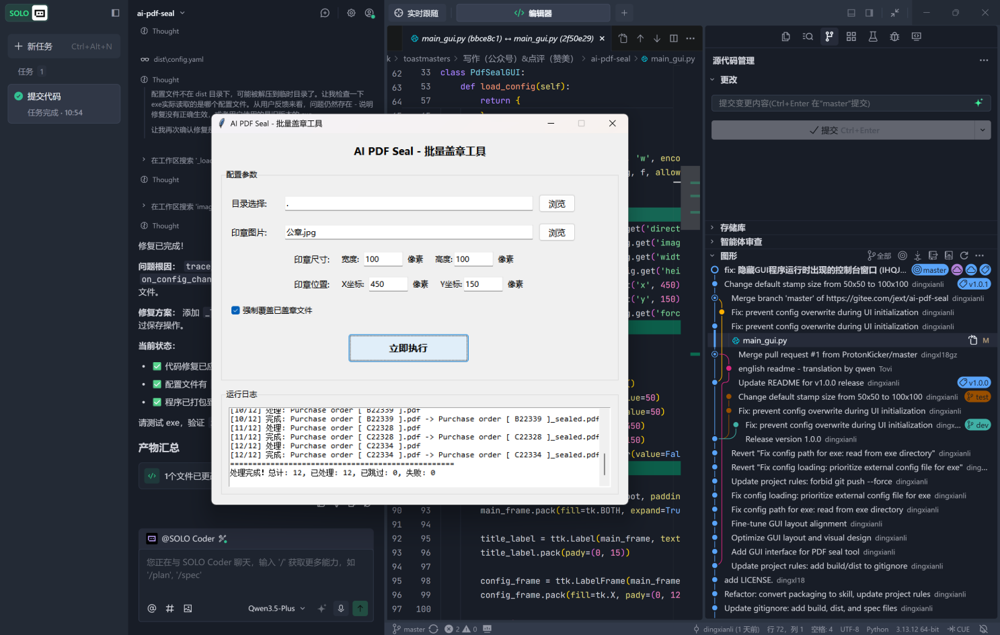 SOLO
新任务 Ctrl+Alt+N
任务 1
提交代码
任务完成 · 10:54
ai-pdf-seal
Thought
dist\config.yaml
Thought
配置文件不在 dist 目录下，可能被解压到临时目录了。让我检查一下
exe实际读取的是哪个配置文件。从用户反馈来看，问题仍然存在 - 说明
让我再次确认修复是
在工作区搜索 '_load
Thought
在工作区搜索 'imag
Thought
修复已完成！
问题根因： trace
on_config_chan
文件。
修复方案： 添加
过保存操作。
当前状态：
• ✅ 代码修复已应
• ✅ 配置文件有
• ✅ 程序已打包到
请测试 exe，验证
产物汇总
1个文件已更改
@SOLO Coder
您正在与 SOLO Coder 聊天，输入 '/' 获取更多能力，如
'/plan', '/spec'
@ # Qwen3.5-Plus
实时跟随
编辑器
main_gui.py (bbce8c1) ↔ main_gui.py (2f50e29)
k > toastmasters > 写作（公众号）&点评（赞美） > ai-pdf-seal > main_gui.py
62 33 class PdfSealGUI:
63 53 def load_config(self):
64 57 return {
AI PDF Seal - 批量盖章工具
AI PDF Seal - 批量盖章工具
配置参数
目录选择: . 浏览
印章图片: 公章.jpg 浏览
印章尺寸: 宽度: 100 像素 高度: 100 像素
印章位置: X坐标: 450 像素 Y坐标: 150 像素
强制覆盖已盖章文件
立即执行
运行日志
[10/12] 处理: Purchase order [ B22339 ].pdf
[10/12] 完成: Purchase order [ B22339 ].pdf -> Purchase order [ B22339 ]_sealed.pdf
[11/12] 处理: Purchase order [ C22328 ].pdf
[11/12] 完成: Purchase order [ C22328 ].pdf -> Purchase order [ C22328 ]_sealed.pdf
[12/12] 处理: Purchase order [ C22334 ].pdf
[12/12] 完成: Purchase order [ C22334 ].pdf -> Purchase order [ C22334 ]_sealed.pdf
==================================================
处理完成! 总计: 12, 已处理: 12, 已跳过: 0, 失败: 0
'w', enco
, f, allow
get('direct
.get('imag
.get('widt
ig.get('hei
t('x', 450)
t('y', 150)
.get('forc
()
lue=50)
alue=50)
50)
150)
(value=Fal
oot, paddin
90 93 main_frame.pack(fill=tk.BOTH, expand=Tru
91 94
92 95 title_label = ttk.Label(main_frame, text
93 96 title_label.pack(pady=(0, 15))
94 97
95 98 config_frame = ttk.LabelFrame(main_frame
96 99 config_frame.pack(fill=tk.X, pady=(0, 12
97 100
源代码管理
更改
提交变更内容(Ctrl+Enter 在"master"提交)
提交 Ctrl+Enter
存储库
智能体审查
图形 全部
fix: 隐藏GUI程序运行时出现的控制台窗口 (IHQJ... master
Change default stamp size from 50x50 to 100x100 dingxianli v1.0.1
Merge branch 'master' of https://gitee.com/jext/ai-pdf-seal dingxianli
Fix: prevent config overwrite during UI initialization dingxianli
Fix: prevent config overwrite during UI initialization dingxianli
main_gui.py M
Merge pull request #1 from ProtonKicker/master dingxl18gz
english readme - translation by qwen Tovi
Update README for v1.0.0 release dingxianli v1.0.0
Change default stamp size from 50x50 to 100x100 dingxianli test
Fix: prevent config overwrite during UI initialization dingxianli
Fix: prevent config overwrite during UI initialization dingx... dev
Release version 1.0.0 dingxianli
Revert "Fix config path for exe: read from exe directory" dingxianli
Revert "Fix config loading: prioritize external config file for exe" ding...
Update project rules: forbid git push --force dingxianli
Fix config loading: prioritize external config file for exe dingxianli
Fix config path for exe: read from exe directory dingxianli
Fine-tune GUI layout alignment dingxianli
Optimize GUI layout and visual design dingxianli
Add GUI interface for PDF seal tool dingxianli
Update project rules: add build/dist to gitignore dingxianli
add LICENSE. dingxl18
Refactor: convert packaging to skill, update project rules dingxianli
Update gitignore: add build, dist, and spec files dingxianli
master 2 0 dingxianli (1 天前) 行 72，列 1 空格: 4 UTF-8 Python 3.13.12 64-bit CUE